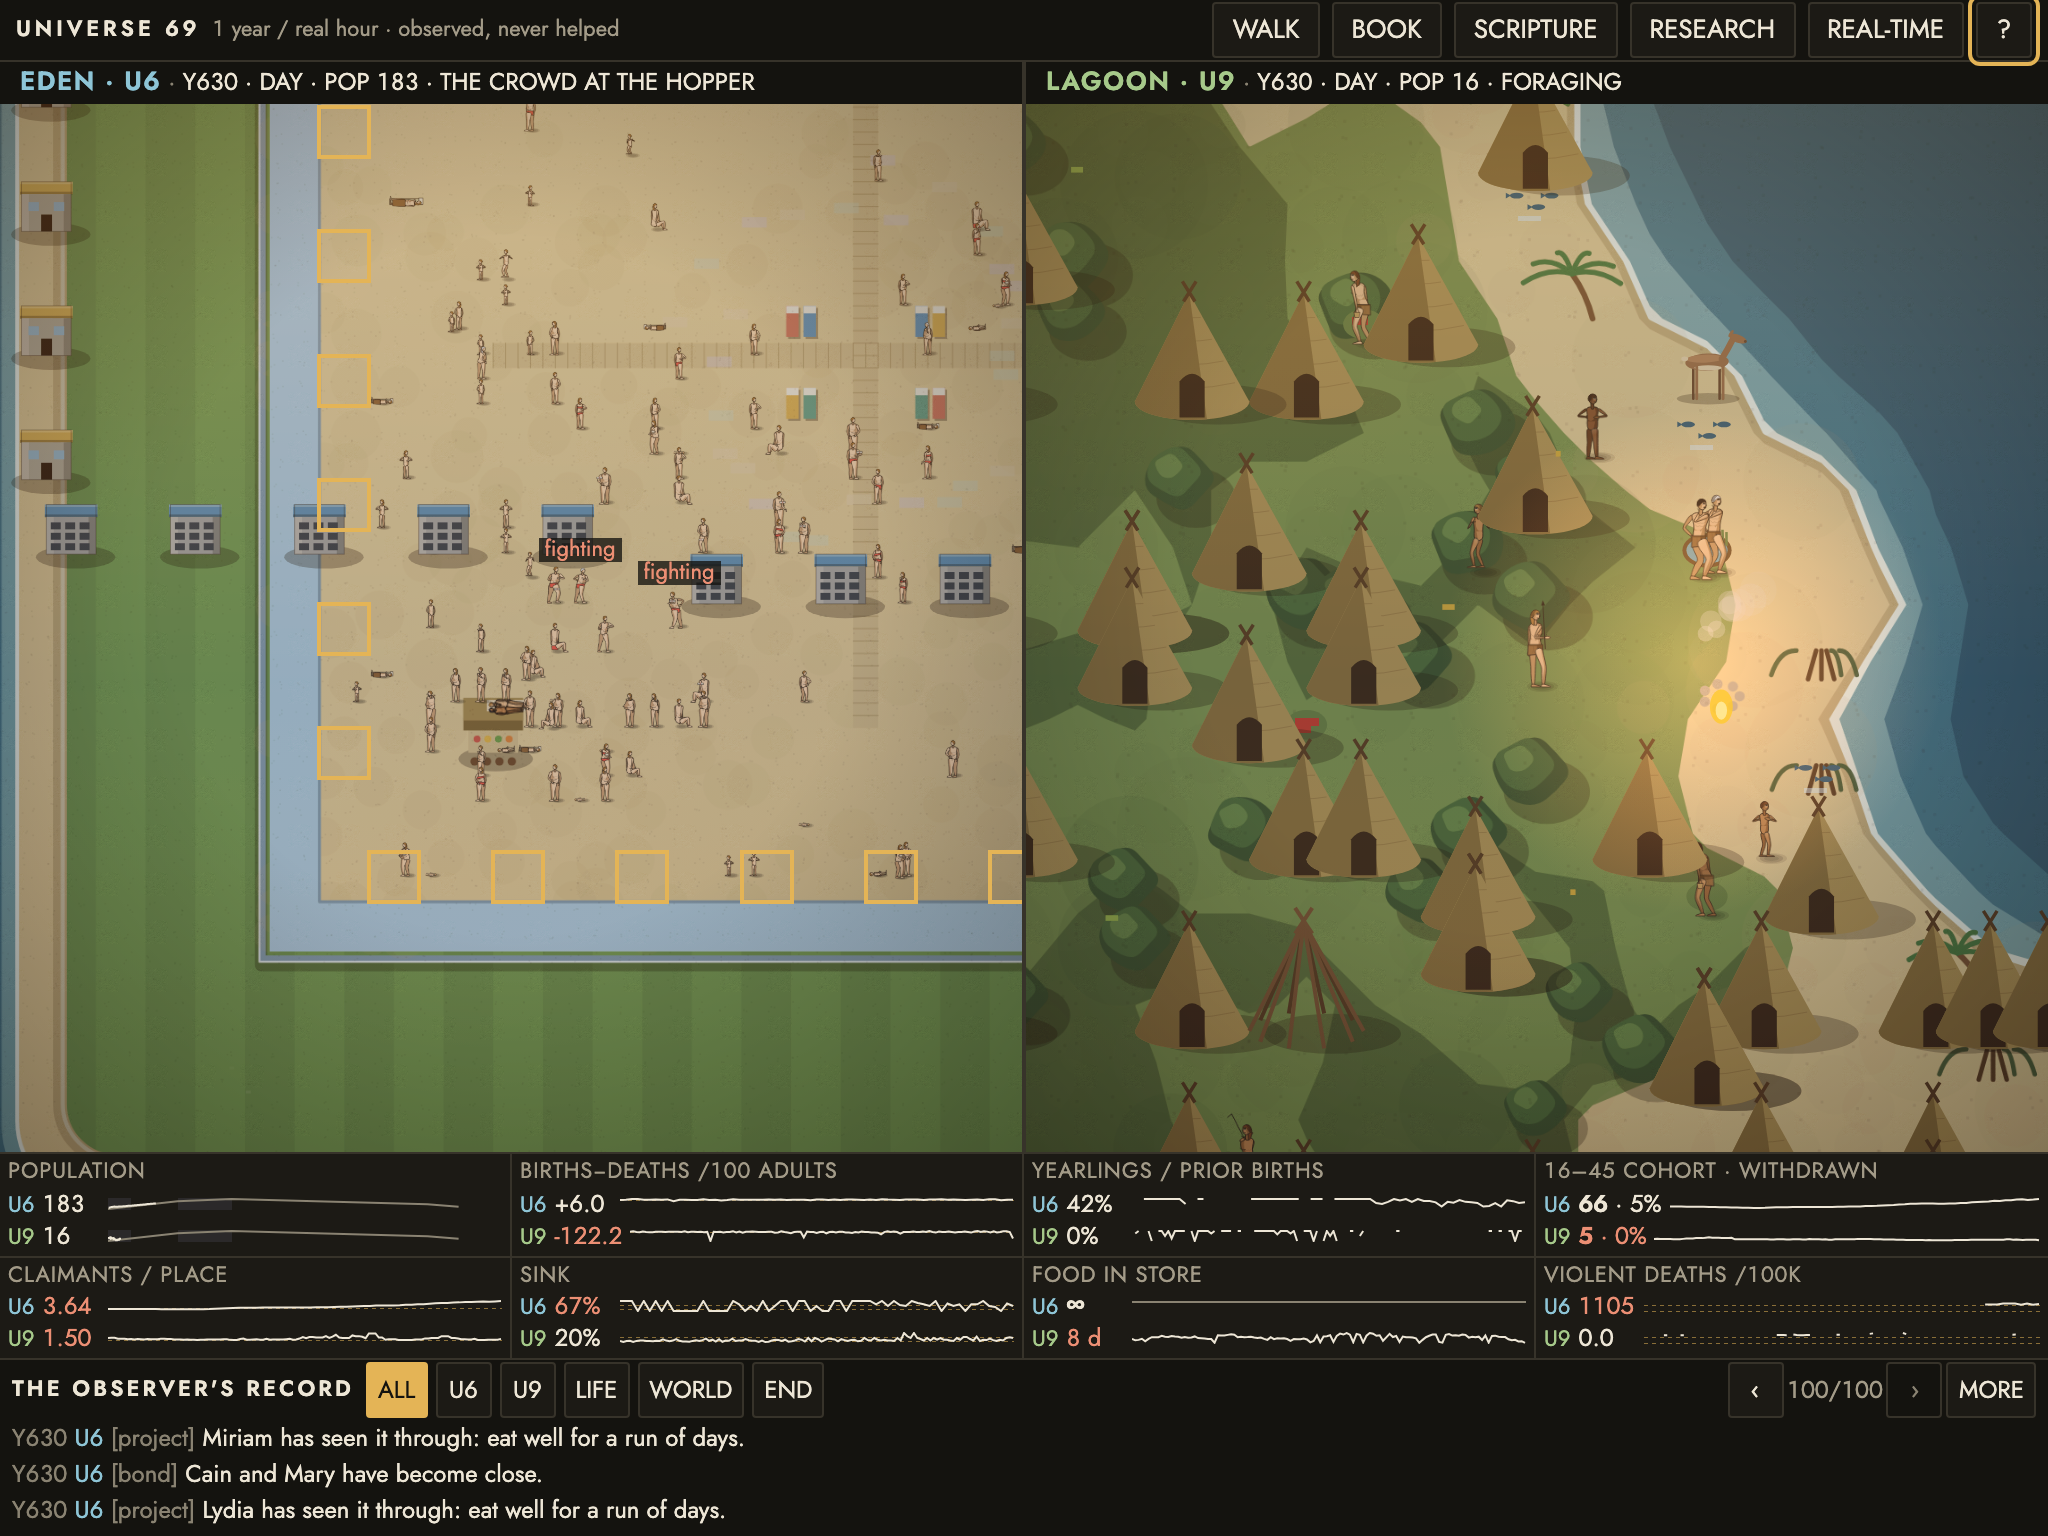 UNIVERSE 69 1 year / real hour · observed, never helped
WALK BOOK SCRIPTURE RESEARCH REAL-TIME ?
EDEN · U6 · Y630 · DAY · POP 183 · THE CROWD AT THE HOPPER
LAGOON · U9 · Y630 · DAY · POP 16 · FORAGING
fighting
fighting
POPULATION
U6 183
U9 16
BIRTHS–DEATHS /100 ADULTS
U6 +6.0
U9 -122.2
YEARLINGS / PRIOR BIRTHS
U6 42%
U9 0%
16–45 COHORT · WITHDRAWN
U6 66 · 5%
U9 5 · 0%
CLAIMANTS / PLACE
U6 3.64
U9 1.50
SINK
U6 67%
U9 20%
FOOD IN STORE
U6 ∞
U9 8 d
VIOLENT DEATHS /100K
U6 1105
U9 0.0
THE OBSERVER'S RECORD ALL U6 U9 LIFE WORLD END ‹ 100/100 › MORE
Y630 U6 [project] Miriam has seen it through: eat well for a run of days.
Y630 U6 [bond] Cain and Mary have become close.
Y630 U6 [project] Lydia has seen it through: eat well for a run of days.